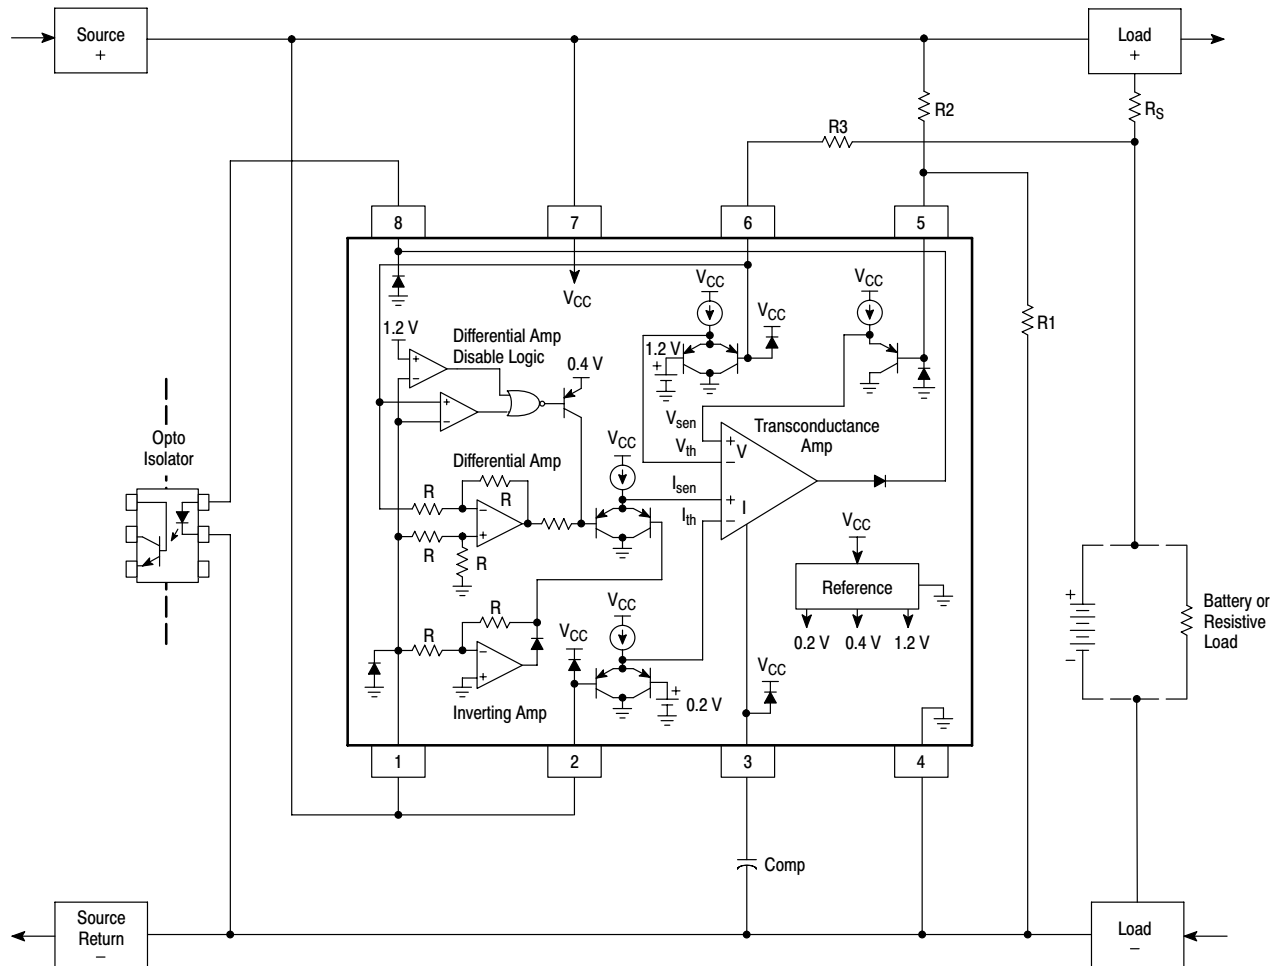 Source
+
Load
+
R2
RS
R3
8
7
6
5
VCC
VCC
VCC
VCC
R1
1.2 V
Differential Amp
Disable Logic
0.4 V
1.2 V
+
+
−
+
−
Opto
Isolator
Vsen
Vth
Transconductance
Amp
+
V
−
VCC
Differential Amp
Isen
Ith
+
I
−
R
R
−
+
R
R
VCC
Reference
0.2 V
0.4 V
1.2 V
+
−
Battery or
Resistive
Load
R
R
−
+
VCC
VCC
VCC
+
0.2 V
Inverting Amp
1
2
3
4
Comp
Source
Return
−
Load
−